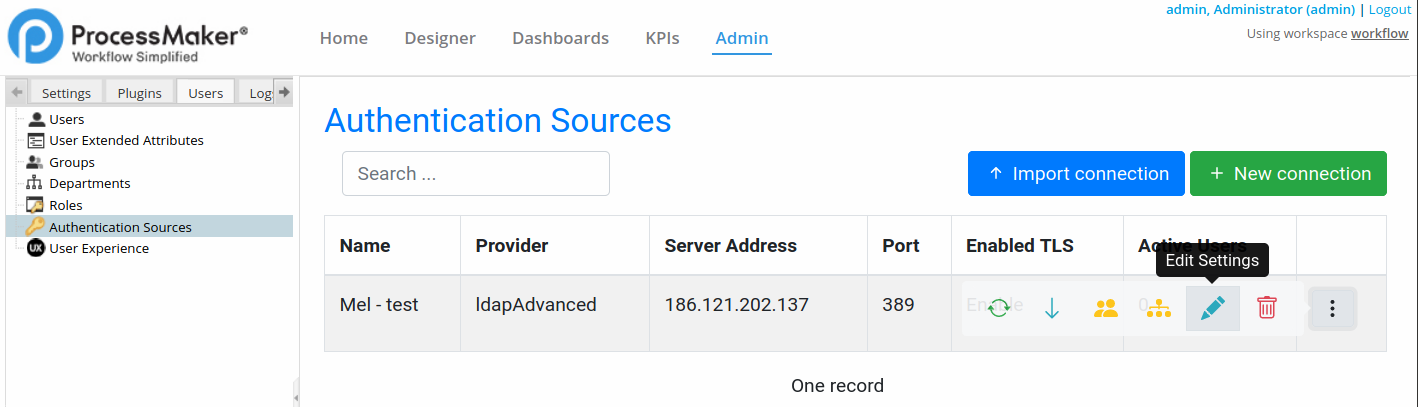 admin, Administrator (admin) | Logout
Using workspace workflow
ProcessMaker®
Workflow Simplified
Home Designer Dashboards KPIs Admin
Settings Plugins Users Log
Users
User Extended Attributes
Groups
Departments
Roles
Authentication Sources
UX User Experience
Authentication Sources
Search ...
Import connection
New connection
Name Provider Server Address Port Enabled TLS Active Users
Edit Settings
Mel - test ldapAdvanced 186.121.202.137 389 Enable 0
One record